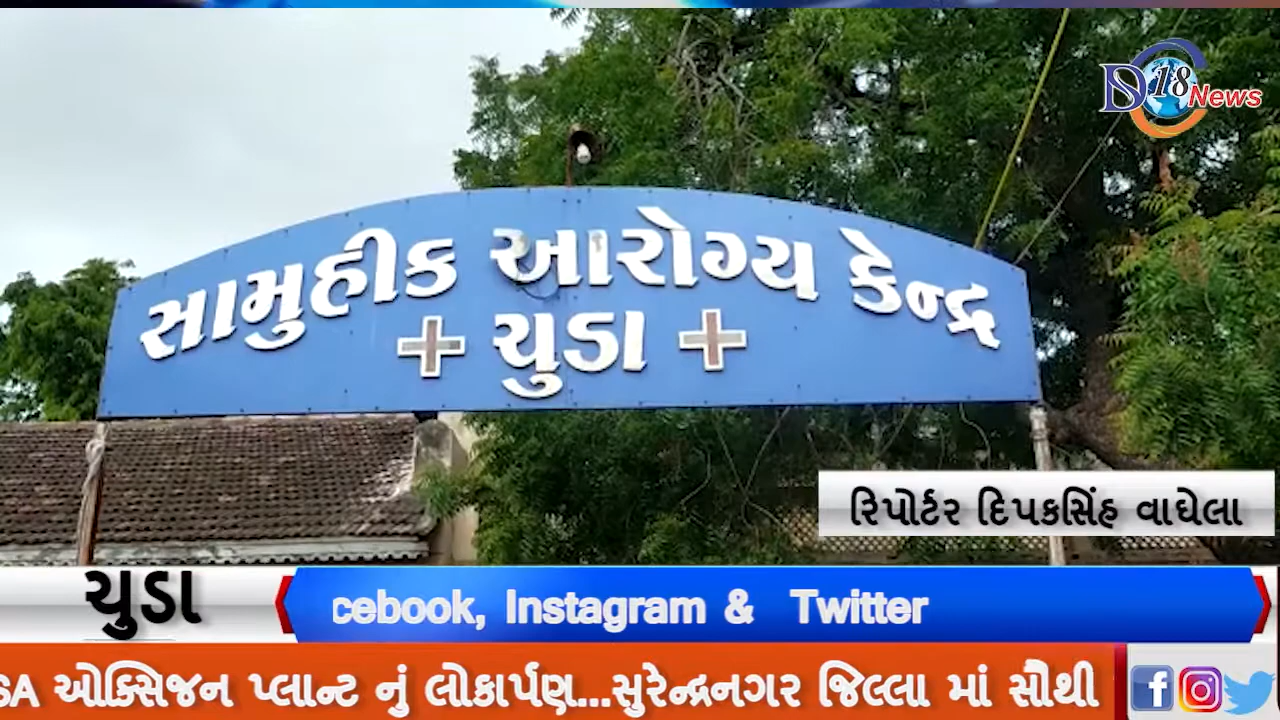 DS 18 News
સામુહીક આરોગ્ય કેન્દ્ર
ચુડા
રિપોર્ટર દિપકસિંહ વાઘેલા
ચુડા
cebook, Instagram & Twitter
SA ઓક્સિજન પ્લાન્ટ નું લોકાર્પણ...સુરેન્દ્રનગર જિલ્લા માં સૌથી